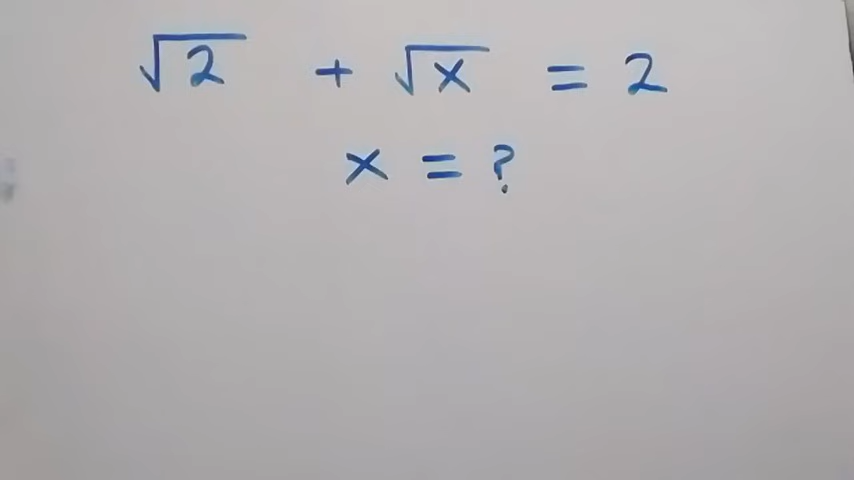 √2 + √x = 2
x = ?